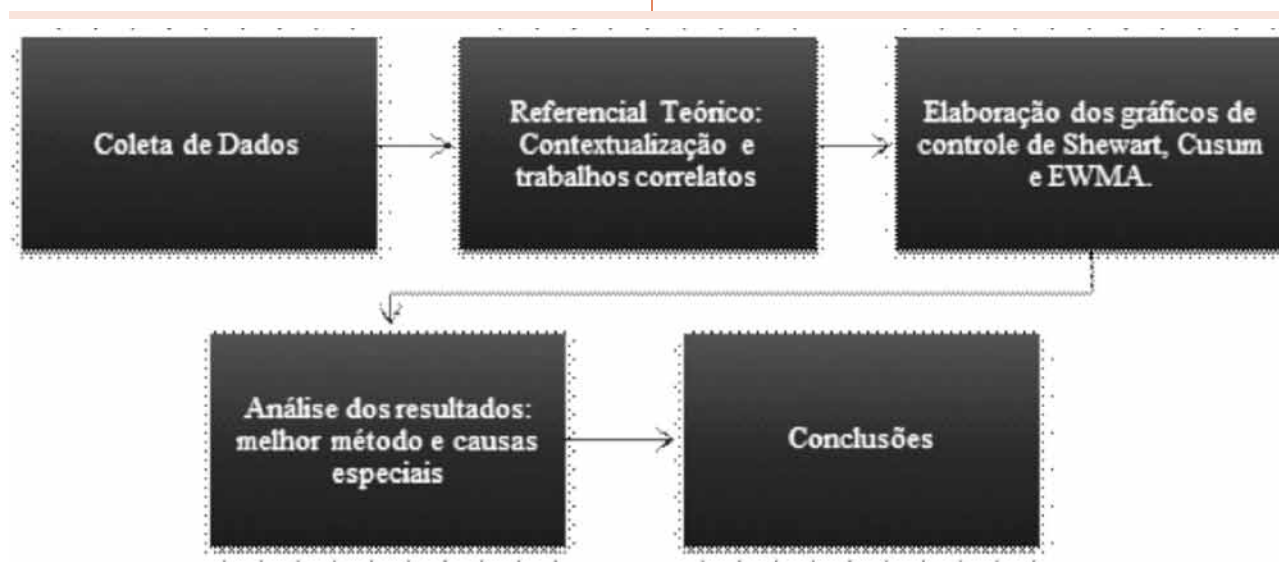 Coleta de Dados
Referencial Teórico:
Contextualização e
trabalhos correlatos
Elaboração dos gráficos de
controle de Shewart, Cusum
e EWMA.
Análise dos resultados:
melhor método e causas
especiais
Conclusões